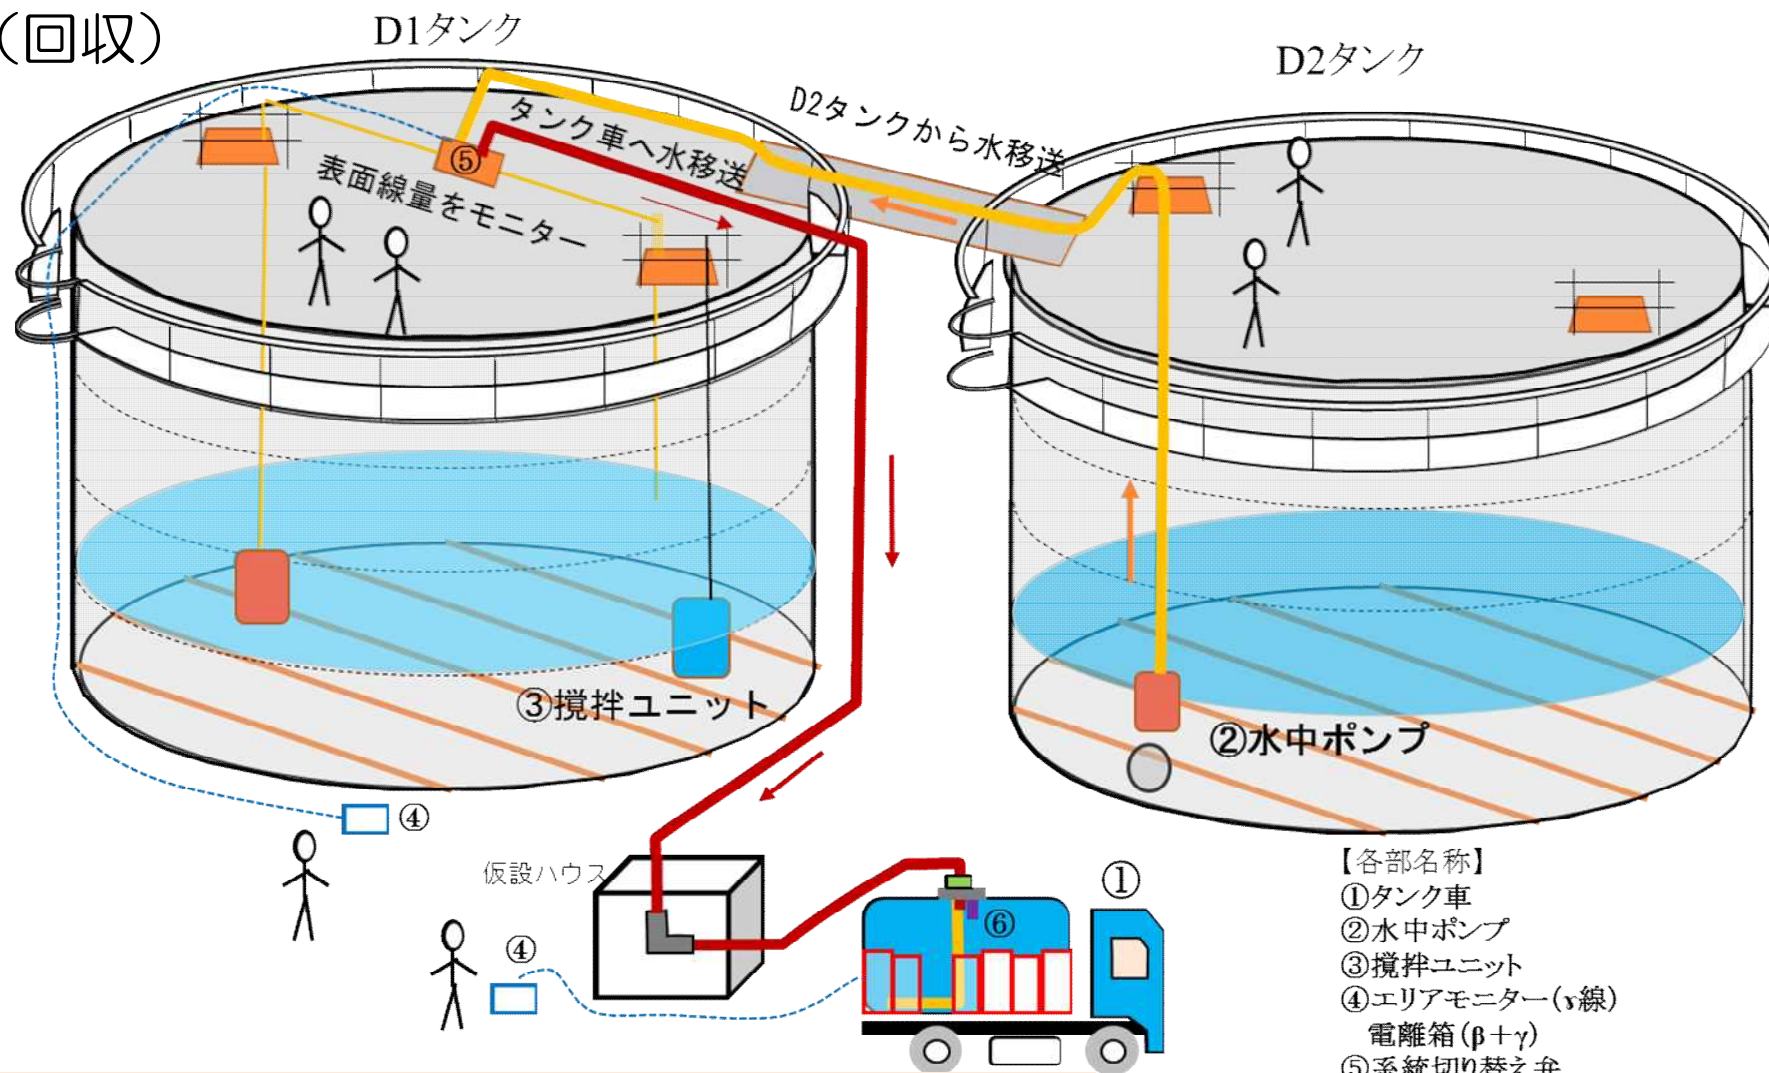 （回収）
D1タンク
D2タンク
D2タンクから水移送
タンク車へ水移送
⑤
表面線量をモニター
③撹拌ユニット
②水中ポンプ
④
仮設ハウス
④
⑥
①
【各部名称】
①タンク車
②水中ポンプ
③撹拌ユニット
④エリアモニター(γ線)
電離箱(β＋γ)
⑤系統切り替え弁